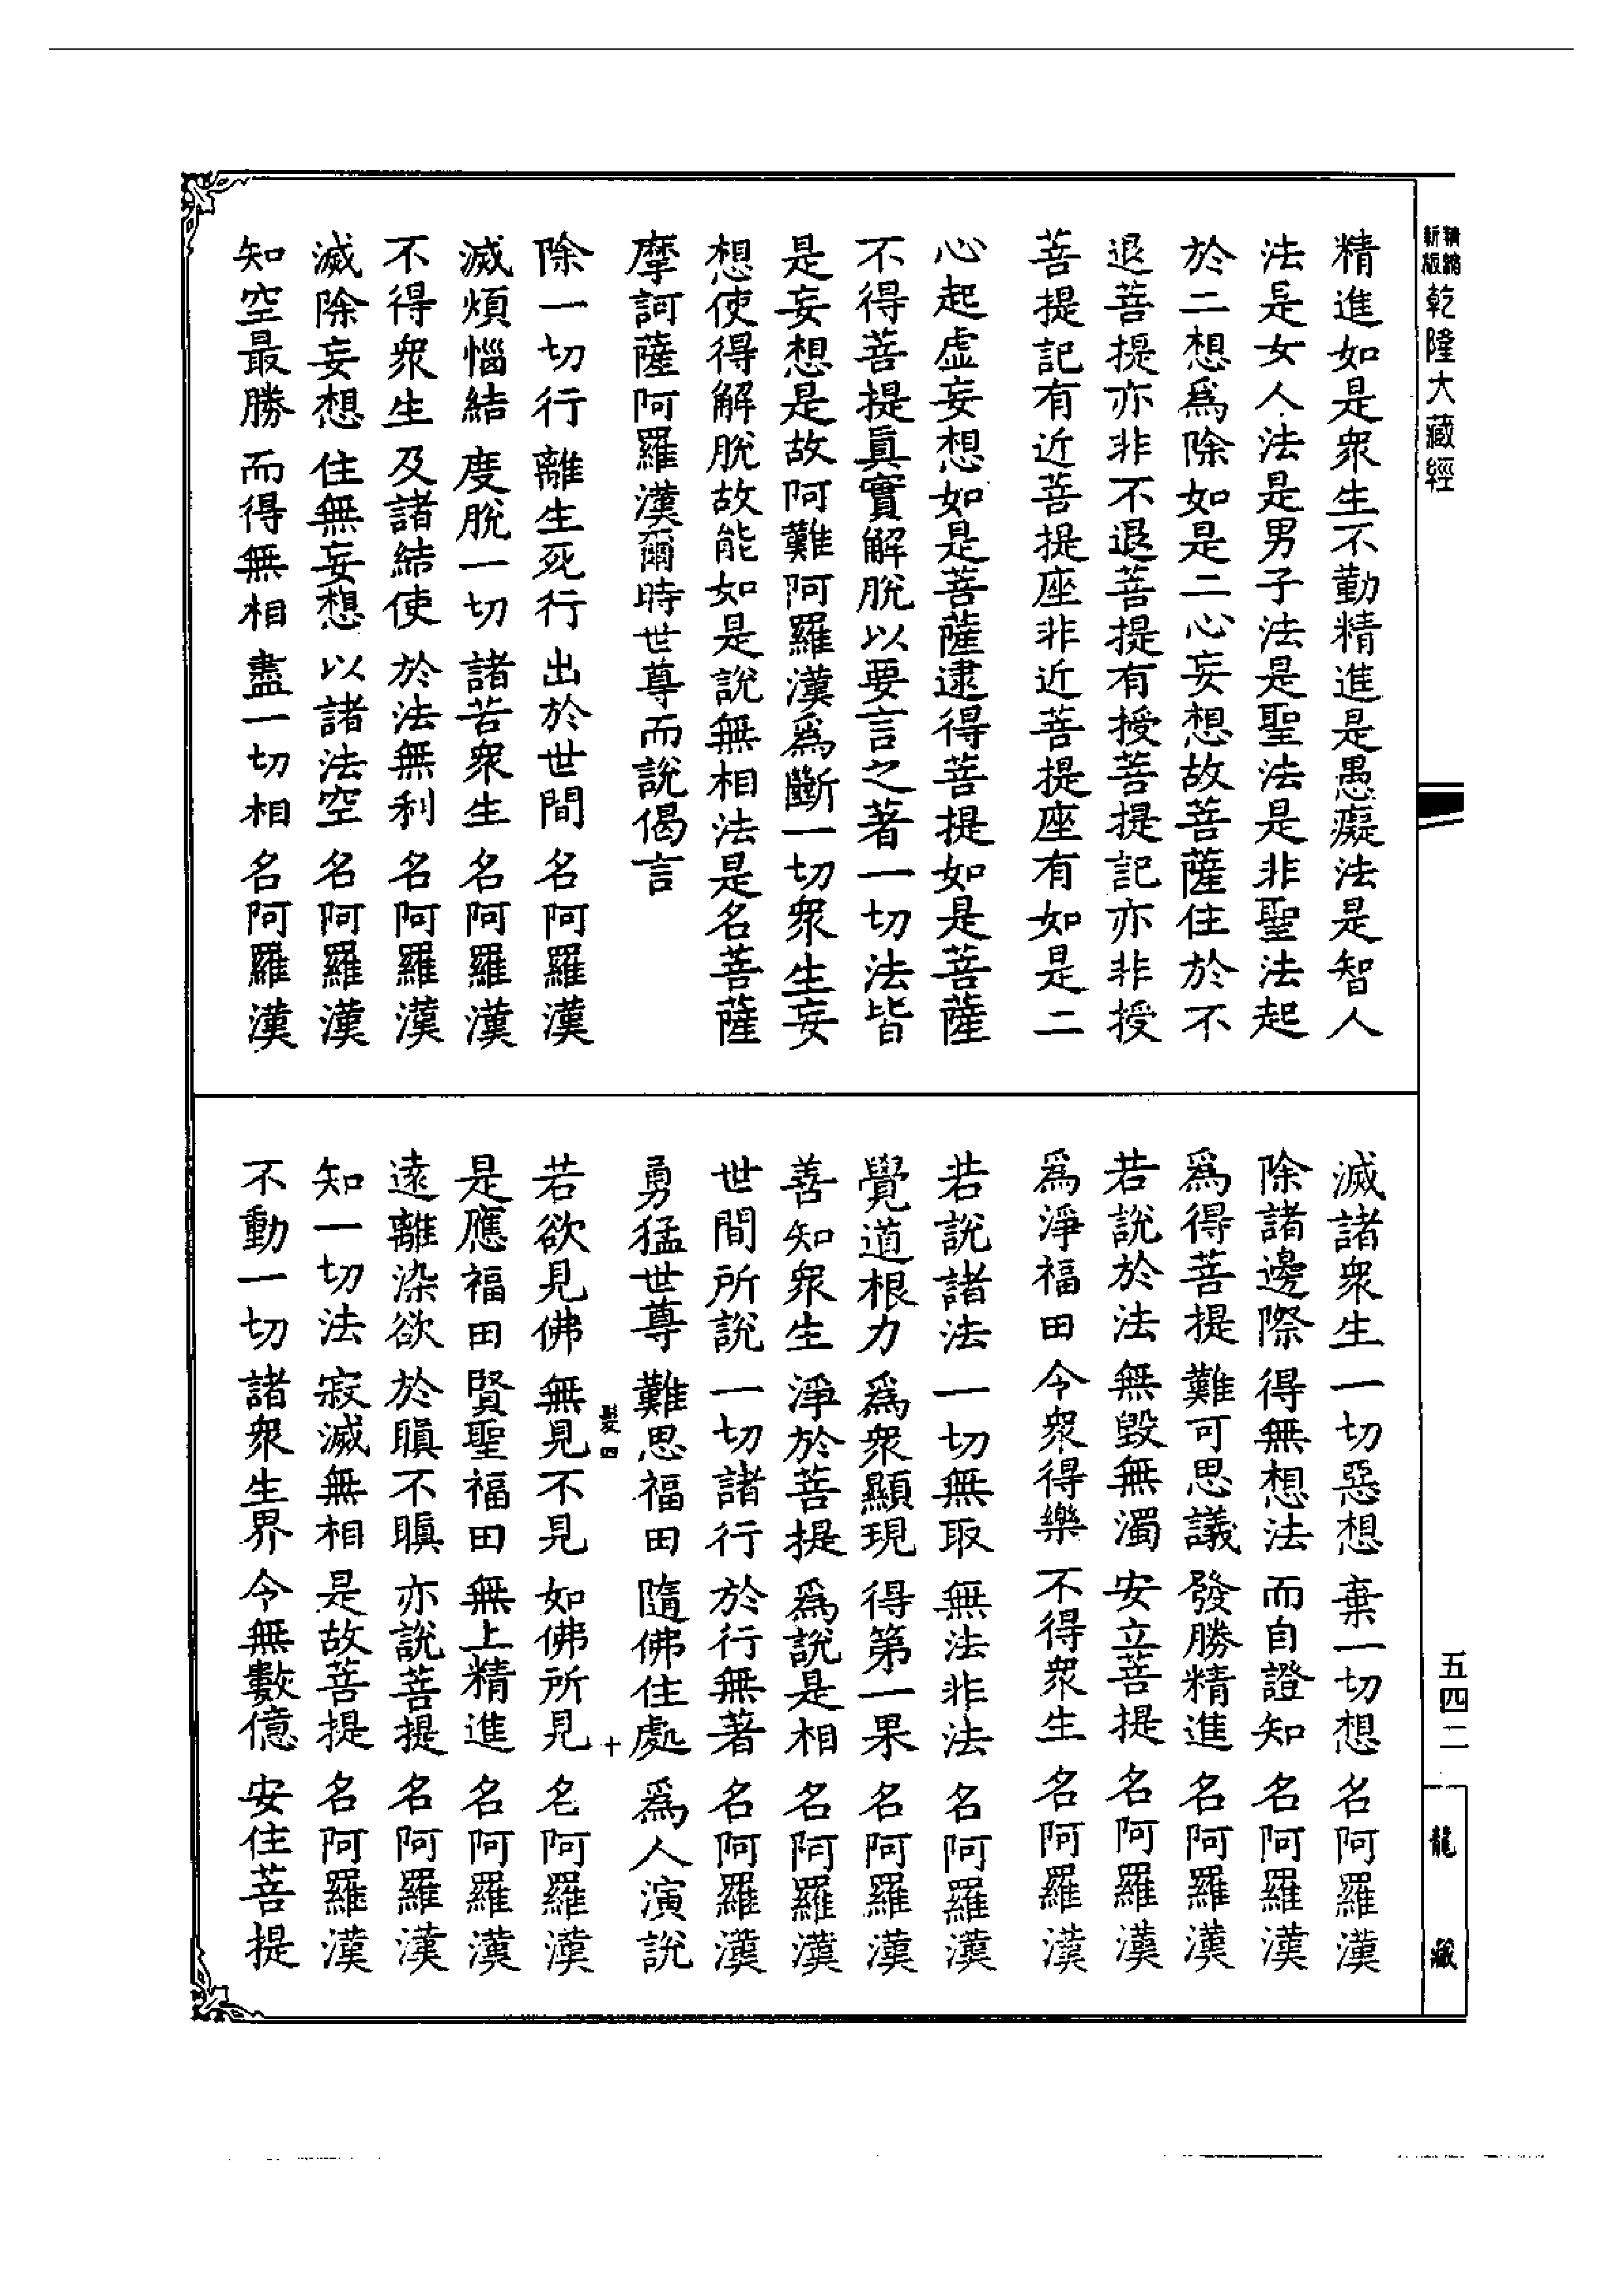 精縮新版乾隆大藏經
精進如是衆生不勤精進是愚癡法是智人
法是女人法是男子法是聖法是非聖法起
於二想爲除如是二心妄想故菩薩住於不
退菩提亦非不退菩提有授菩提記亦非授
菩提記有近菩提座非近菩提座有如是二
心起虛妄想如是菩薩逮得菩提如是菩薩
不得菩提眞實解脫以要言之著一切法皆
是妄想是故阿難阿羅漢爲斷一切衆生妄
想使得解脫故能如是說無相法是名菩薩
摩訶薩阿羅漢爾時世尊而說偈言
除一切行 離生死行 出於世間 名阿羅漢
滅煩惱結 度脫一切 諸苦衆生 名阿羅漢
不得衆生 及諸結使 於法無利 名阿羅漢
滅除妄想 住無妄想 以諸法空 名阿羅漢
知空最勝 而得無相 盡一切相 名阿羅漢
滅諸衆生 一切惡想 棄一切想 名阿羅漢
除諸邊際 得無想法 而自證知 名阿羅漢
爲得菩提 難可思議 發勝精進 名阿羅漢
若說於法 無毀無濁 安立菩提 名阿羅漢
爲淨福田 令衆得樂 不得衆生 名阿羅漢
若說諸法 一切無取 無法非法 名阿羅漢
覺道根力 爲衆顯現 得第一果 名阿羅漢
善知衆生 淨於菩提 爲說是相 名阿羅漢
世間所說 一切諸行 於行無著 名阿羅漢
勇猛世尊 難思福田 隨佛住處 爲人演說
髮四 十
若欲見佛 無見不見 如佛所見 名阿羅漢
是應福田 賢聖福田 無上精進 名阿羅漢
遠離染欲 於瞋不瞋 亦說菩提 名阿羅漢
知一切法 寂滅無相 是故菩提 名阿羅漢
不動一切 諸衆生界 令無數億 安住菩提
五四二
龍藏